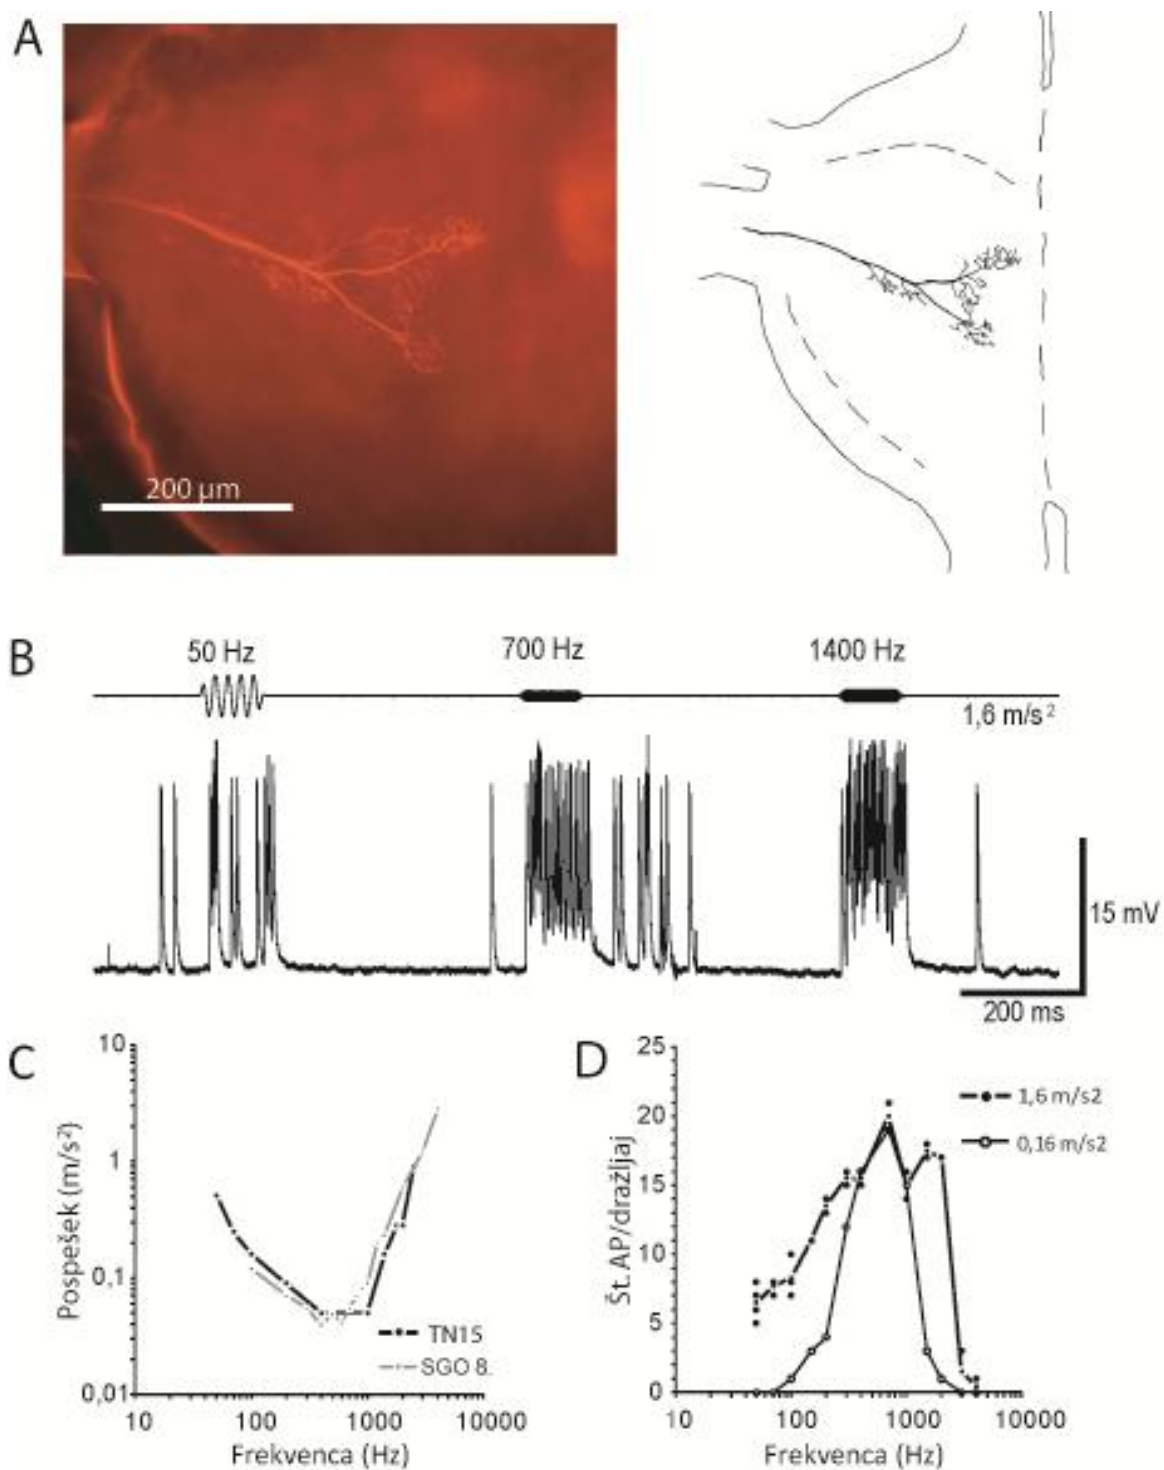 A
200 µm
B
50 Hz
700 Hz
1400 Hz
1,6 m/s²
15 mV
200 ms
C
10
1
0,1
0,01
Pospešek (m/s²)
TN15
SGO 8.
10
100
1000
10000
Frekvenca (Hz)
D
25
20
15
10
5
0
Št. AP/dražljaj
1,6 m/s2
0,16 m/s2
10
100
1000
10000
Frekvenca (Hz)